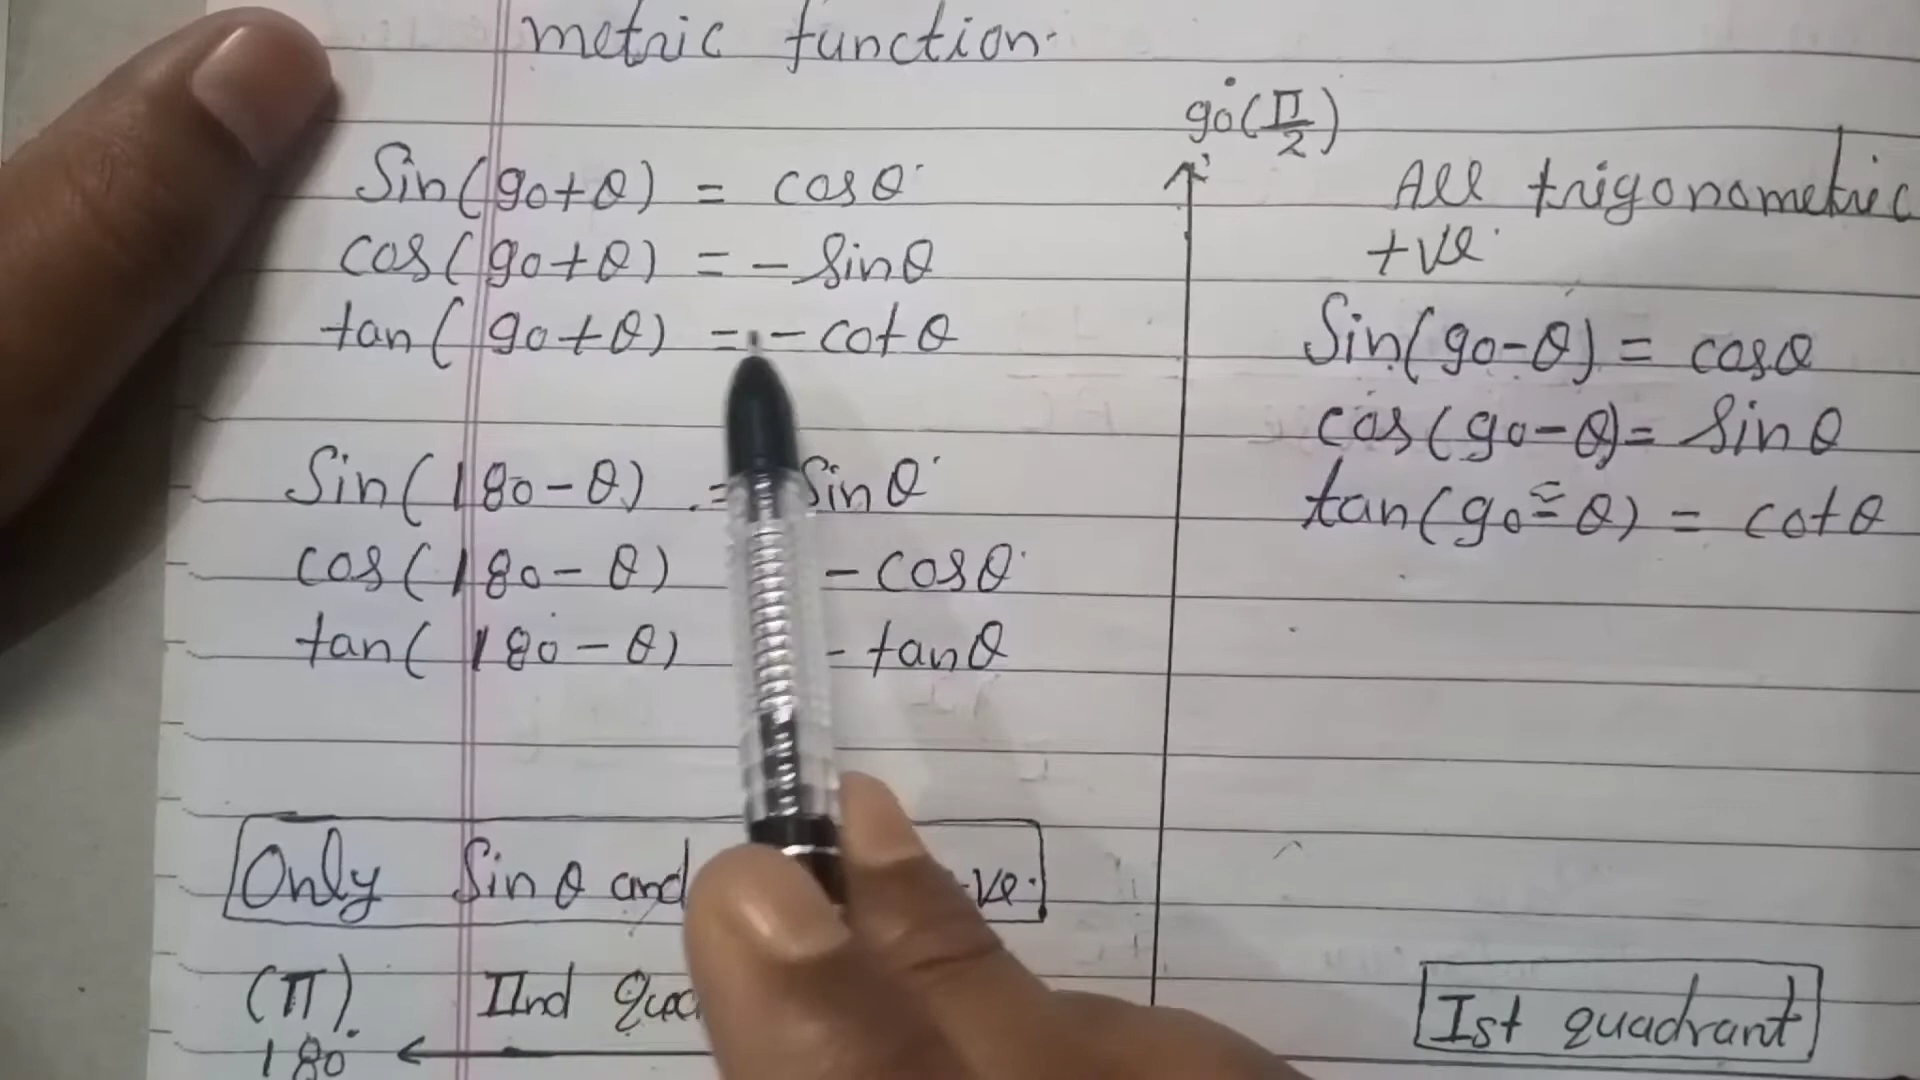 metric function.
Sin(90+θ) = cosθ
cos(90+θ) = -sinθ
tan(90+θ) = -cotθ
Sin(180-θ) = Sinθ
cos(180-θ) -cosθ
tan(180-θ) -tanθ
Only Sinθ and ve.
(π). IInd
180
90°(π/2)
All trigonometric
+ve
Sin(90-θ) = cosθ
cos(90-θ)= Sinθ
tan(90-θ) = cotθ
Ist quadrant